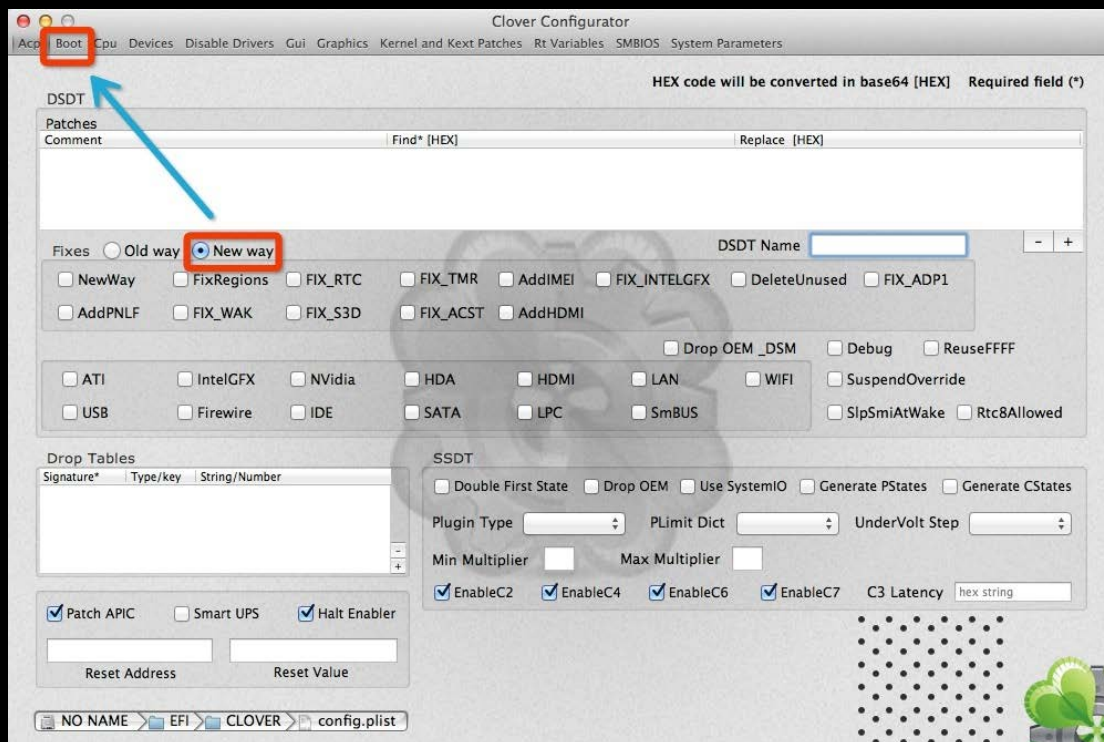 Clover Configurator
Acpi Boot Cpu Devices Disable Drivers Gui Graphics Kernel and Kext Patches Rt Variables SMBIOS System Parameters
HEX code will be converted in base64 [HEX] Required field (*)
DSDT
Patches
Comment Find* [HEX] Replace [HEX]
Fixes Old way New way DSDT Name - +
NewWay FixRegions FIX_RTC FIX_TMR AddIMEI FIX_INTELGFX DeleteUnused FIX_ADP1
AddPNLF FIX_WAK FIX_S3D FIX_ACST AddHDMI
Drop OEM _DSM Debug ReuseFFFF
ATI IntelGFX NVidia HDA HDMI LAN WIFI SuspendOverride
USB Firewire IDE SATA LPC SmBUS SlpSmiAtWake Rtc8Allowed
Drop Tables
Signature* Type/key String/Number
-
+
SSDT
Double First State Drop OEM Use SystemIO Generate PStates Generate CStates
Plugin Type PLimit Dict UnderVolt Step
Min Multiplier Max Multiplier
EnableC2 EnableC4 EnableC6 EnableC7 C3 Latency hex string
Patch APIC Smart UPS Halt Enabler
Reset Address Reset Value
NO NAME EFI CLOVER config.plist